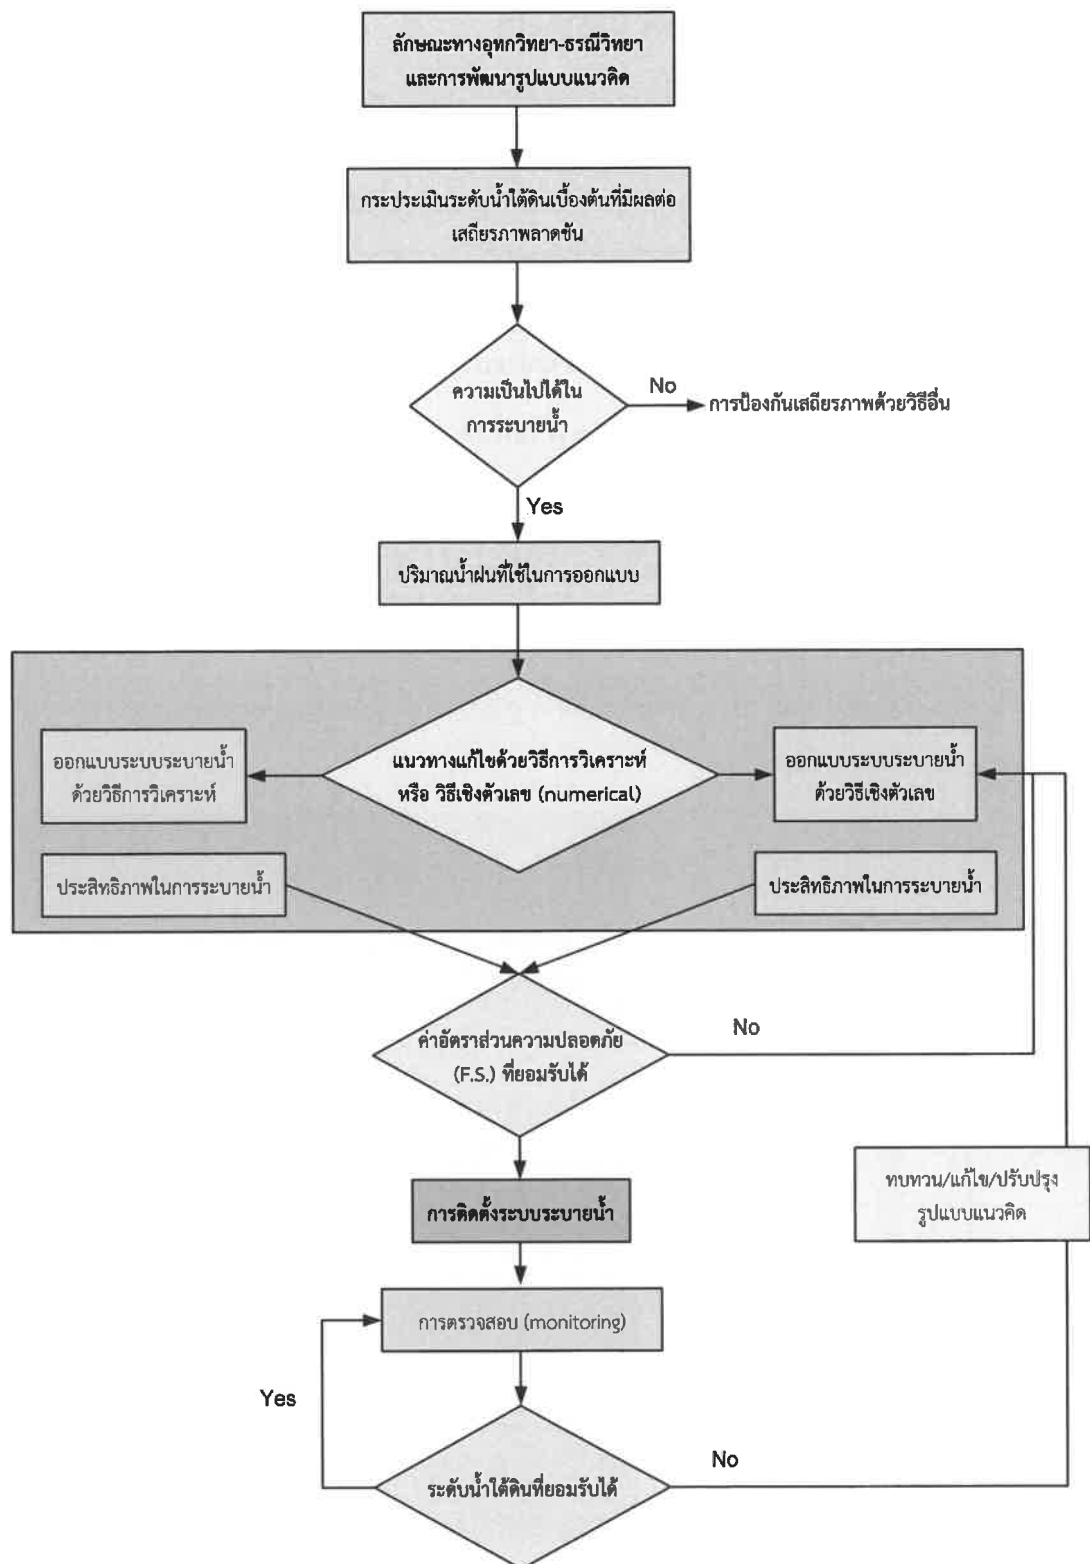 ลักษณะทางอุทกวิทยา-ธรณีวิทยา
และการพัฒนารูปแบบแนวคิด
กระประเมินระดับน้ำใต้ดินเบื้องต้นที่มีผลต่อ
เสถียรภาพลาดชัน
ความเป็นไปได้ใน
การระบายน้ำ
No
การป้องกันเสถียรภาพด้วยวิธีอื่น
Yes
ปริมาณน้ำฝนที่ใช้ในการออกแบบ
แนวทางแก้ไขด้วยวิธีการวิเคราะห์
หรือ วิธีเชิงตัวเลข (numerical)
ออกแบบระบบระบายน้ำ
ด้วยวิธีการวิเคราะห์
ออกแบบระบบระบายน้ำ
ด้วยวิธีเชิงตัวเลข
ประสิทธิภาพในการระบายน้ำ
ประสิทธิภาพในการระบายน้ำ
ค่าอัตราส่วนความปลอดภัย
(F.S.) ที่ยอมรับได้
No
การติดตั้งระบบระบายน้ำ
ทบทวน/แก้ไข/ปรับปรุง
รูปแบบแนวคิด
การตรวจสอบ (monitoring)
Yes
ระดับน้ำใต้ดินที่ยอมรับได้
No